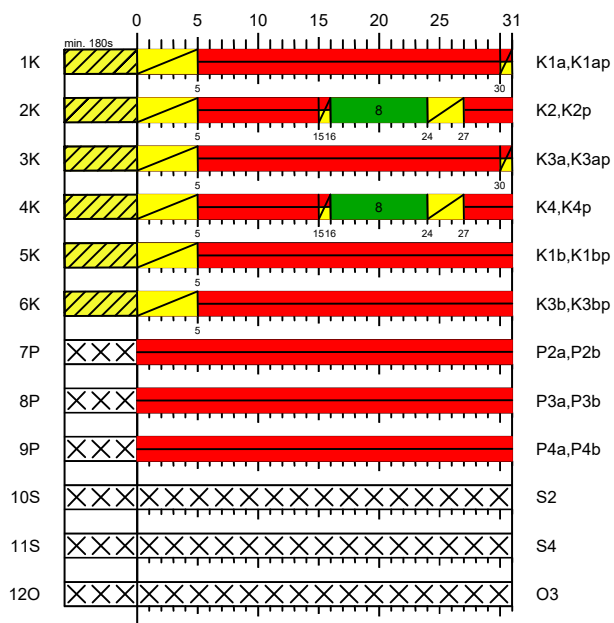 0 5 10 15 20 25 31
min. 180s
1K K1a,K1ap
5 30
2K 8 K2,K2p
5 15 16 24 27
3K K3a,K3ap
5 30
4K 8 K4,K4p
5 15 16 24 27
5K K1b,K1bp
5
6K K3b,K3bp
5
7P P2a,P2b
8P P3a,P3b
9P P4a,P4b
10S S2
11S S4
12O O3